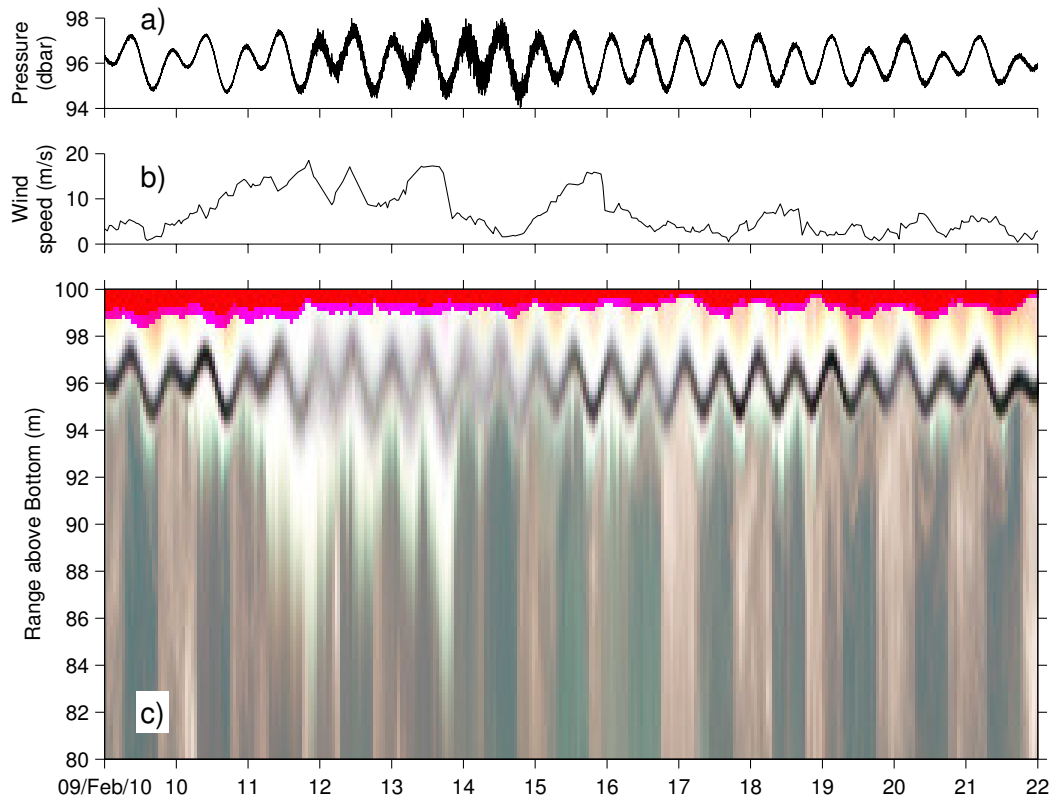 a)
Pressure
(dbar)
98
96
94
b)
Wind
speed (m/s)
20
10
0
c)
Range above Bottom (m)
100
98
96
94
92
90
88
86
84
82
80
09/Feb/10 10 11 12 13 14 15 16 17 18 19 20 21 22